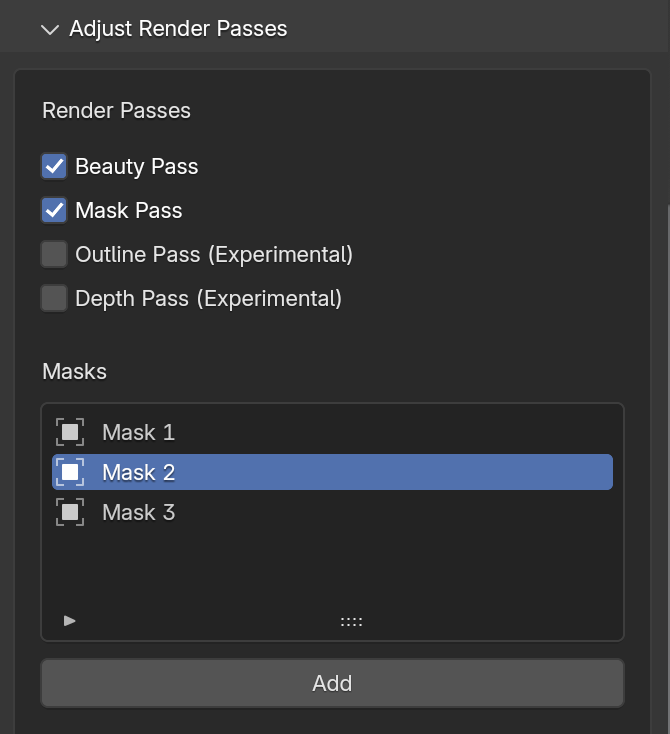 Adjust Render Passes
Render Passes
Beauty Pass
Mask Pass
Outline Pass (Experimental)
Depth Pass (Experimental)
Masks
Mask 1
Mask 2
Mask 3
Add